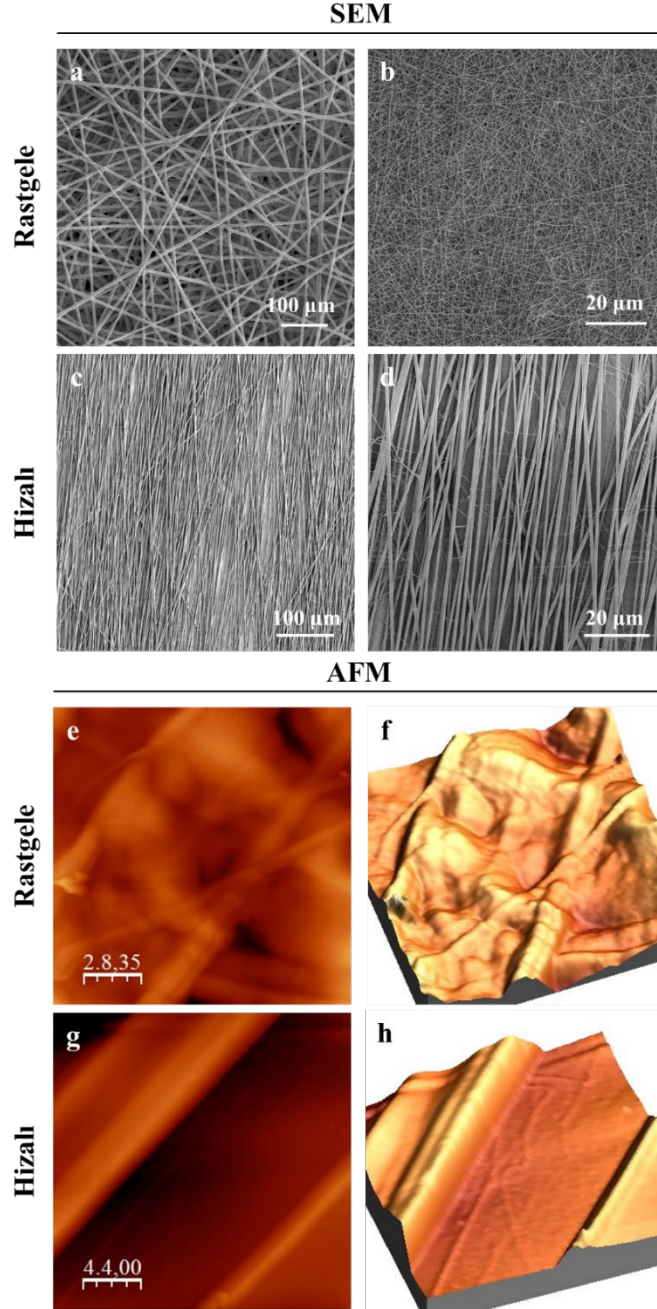 SEM
Rastgele
a
100 µm
b
20 µm
Hizalı
c
100 µm
d
20 µm
AFM
Rastgele
e
2.8,35
f
Hizalı
g
4.4,00
h